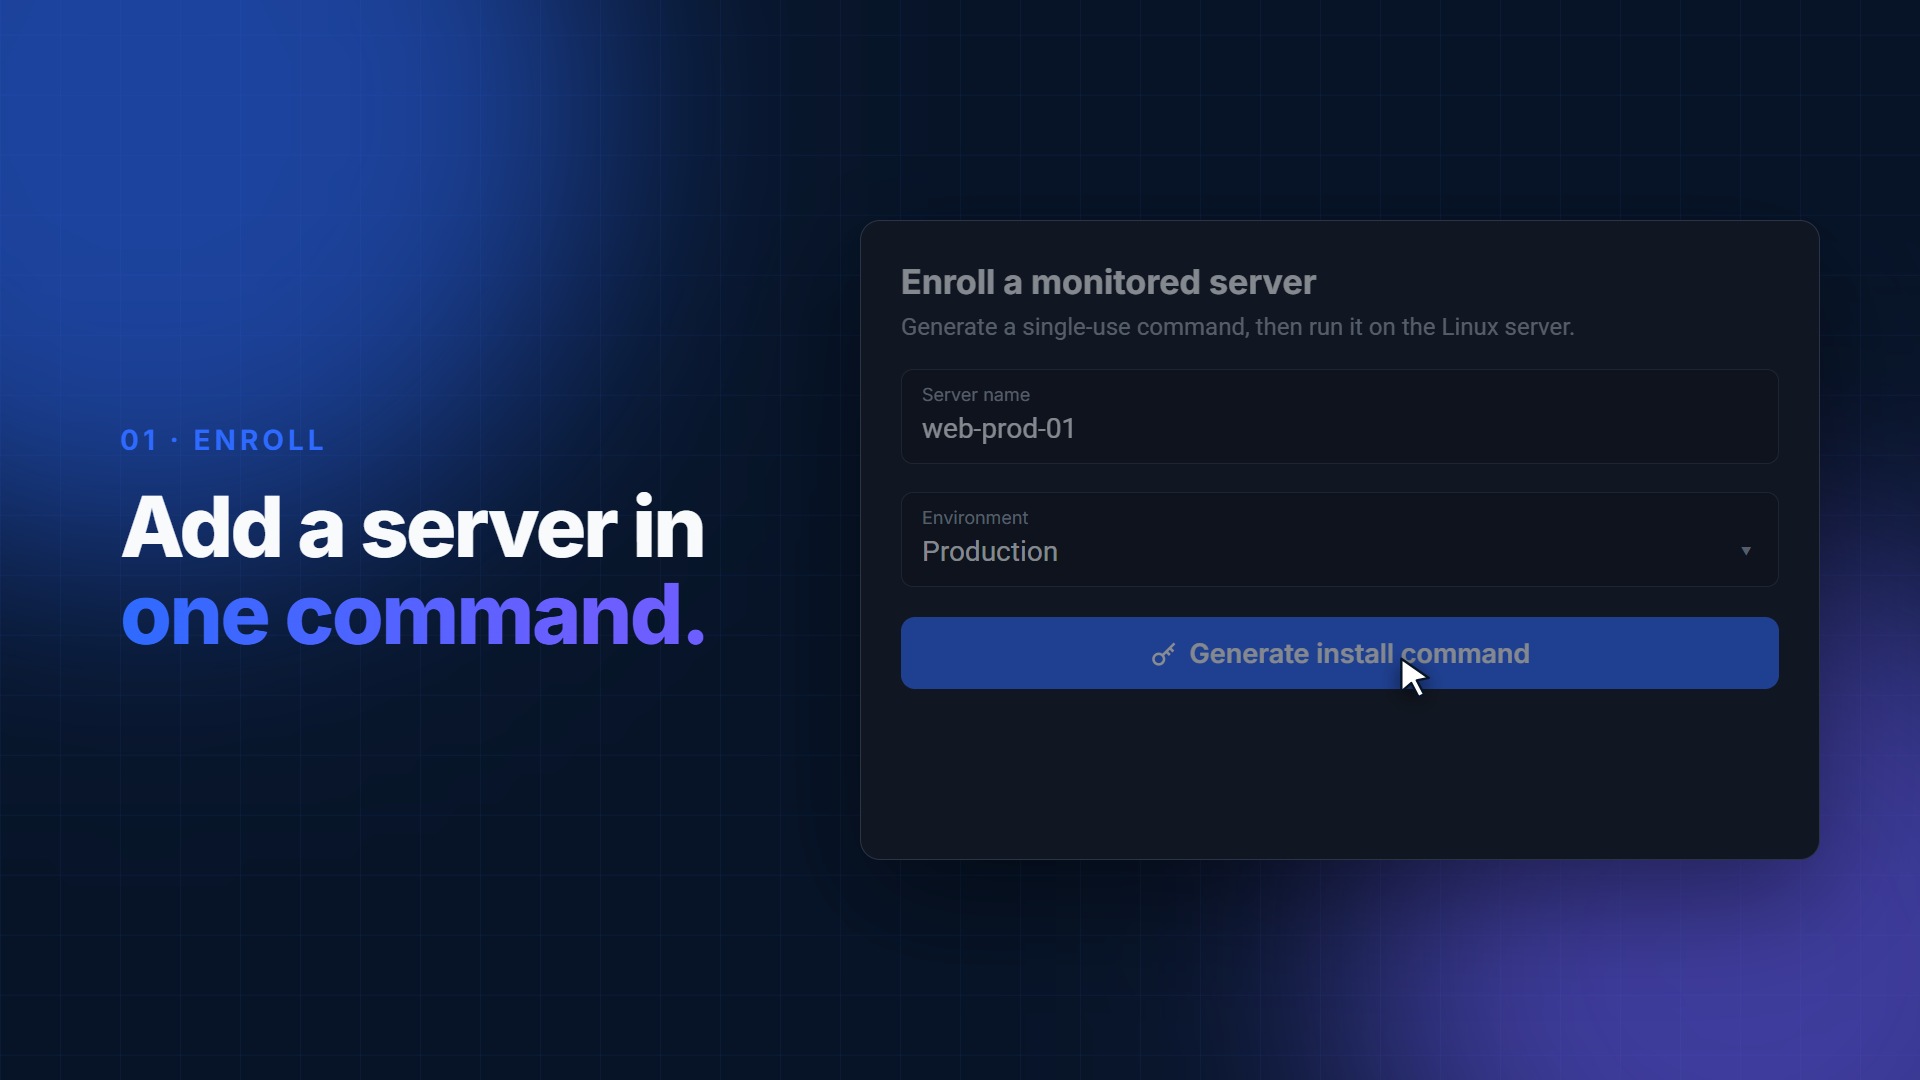 01 · ENROLL
Add a server in
one command.
Enroll a monitored server
Generate a single-use command, then run it on the Linux server.
Server name
web-prod-01
Environment
Production
Generate install command